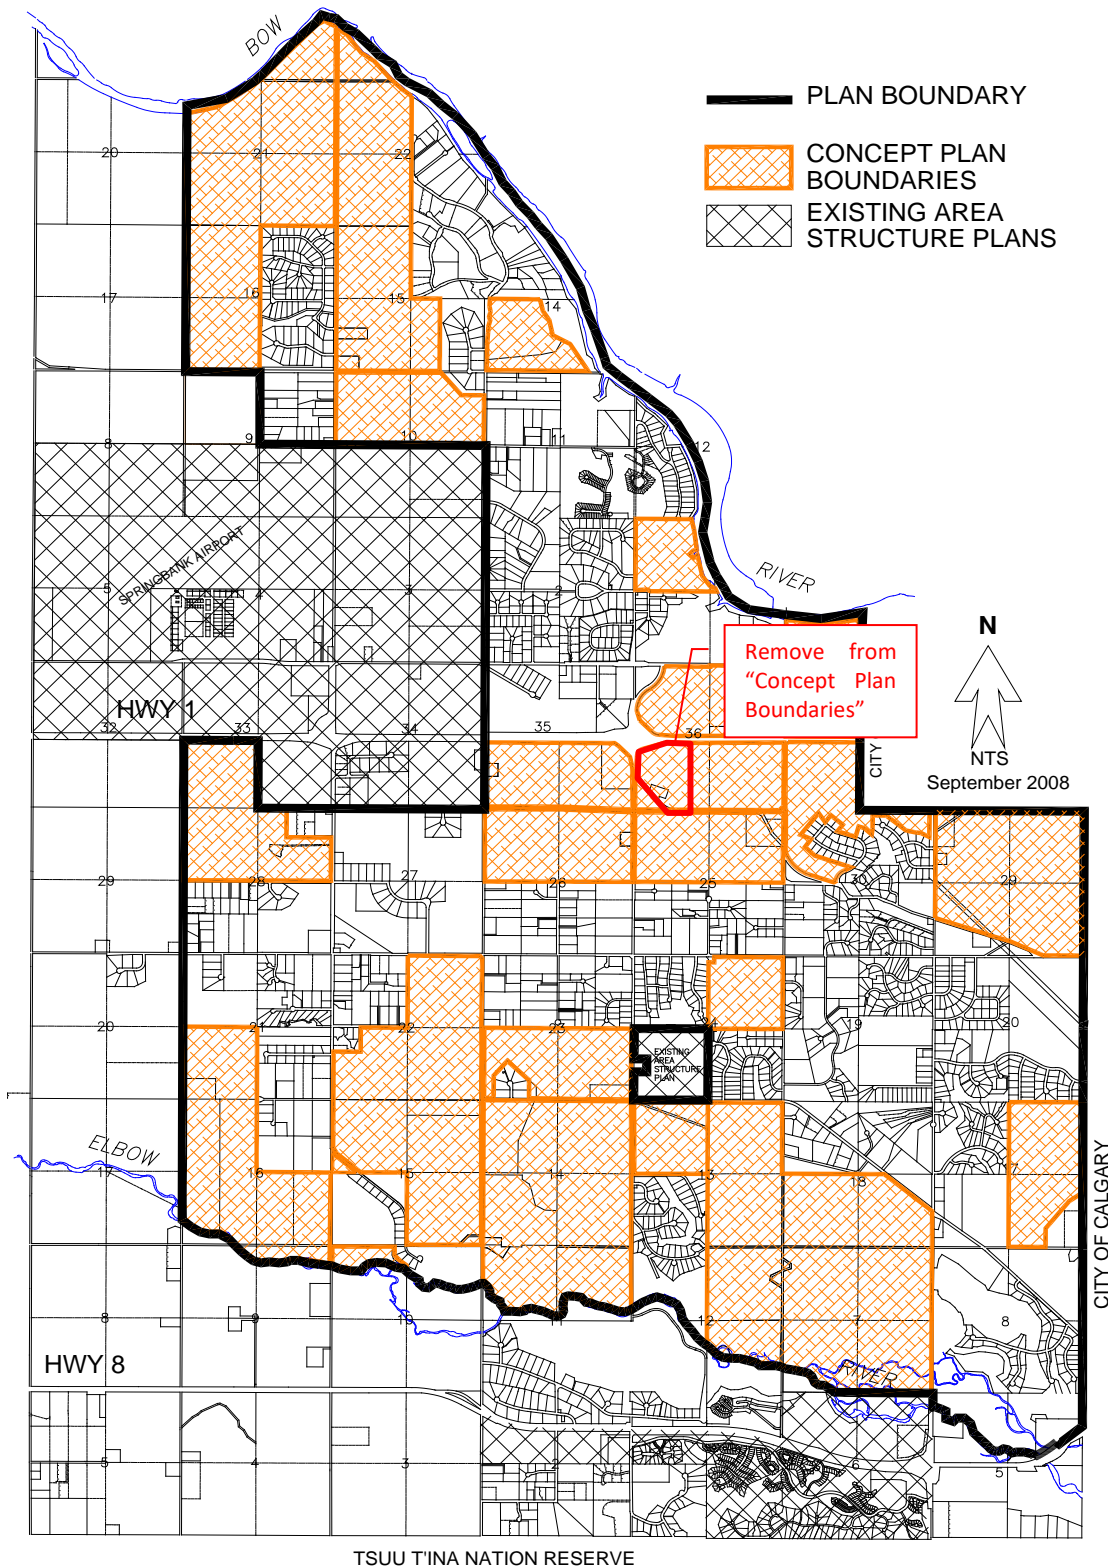 BOW
PLAN BOUNDARY
CONCEPT PLAN
BOUNDARIES
EXISTING AREA
STRUCTURE PLANS
20
21
22
17
16
15
14
8
9
10
11
12
SPRINGBANK AIRPORT
5
4
3
2
RIVER
Remove from
“Concept Plan
Boundaries”
N
NTS
September 2008
HWY 1
32
33
34
35
36
CITY
29
28
27
26
25
30
29
20
21
22
23
24
19
20
EXISTING
AREA
STRUCTURE
PLAN
ELBOW
17
16
15
14
13
18
17
CITY OF CALGARY
8
9
10
11
12
7
8
HWY 8
RIVER
5
4
3
2
6
5
TSUU T'INA NATION RESERVE